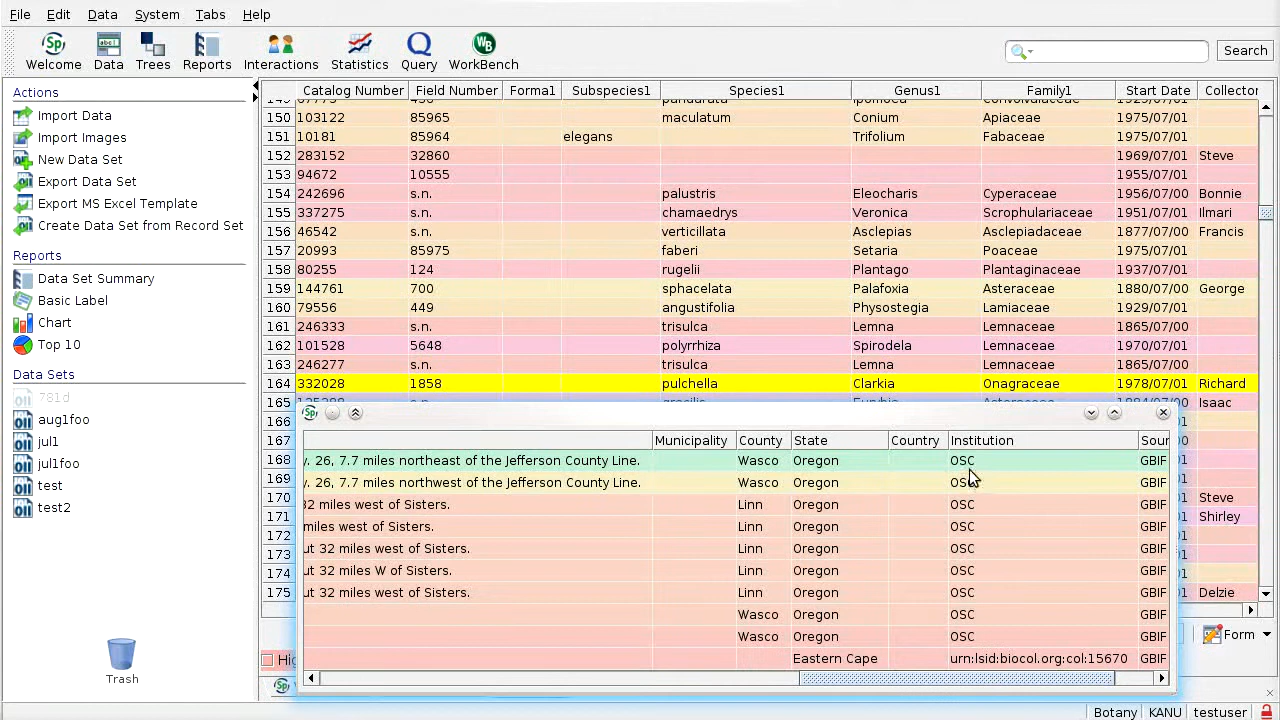 File Edit Data System Tabs Help
Welcome Data Trees Reports Interactions Statistics Query WorkBench Search
Actions
Import Data
Import Images
New Data Set
Export Data Set
Export MS Excel Template
Create Data Set from Record Set
Reports
Data Set Summary
Basic Label
Chart
Top 10
Data Sets
781d
aug1foo
jul1
jul1foo
test
test2
Trash
Catalog Number Field Number Forma1 Subspecies1 Species1 Genus1 Family1 Start Date Collector
150 103122 85965 maculatum Conium Apiaceae 1975/07/01
151 10181 85964 elegans Trifolium Fabaceae 1975/07/01
152 283152 32860 1969/07/01 Steve
153 94672 10555 1955/07/01
154 242696 s.n. palustris Eleocharis Cyperaceae 1956/07/00 Bonnie
155 337275 s.n. chamaedrys Veronica Scrophulariaceae 1951/07/01 Ilmari
156 46542 s.n. verticillata Asclepias Asclepiadaceae 1877/07/00 Francis
157 20993 85975 faberi Setaria Poaceae 1975/07/01
158 80255 124 rugelii Plantago Plantaginaceae 1937/07/01
159 144761 700 sphacelata Palafoxia Asteraceae 1880/07/00 George
160 79556 449 angustifolia Physostegia Lamiaceae 1929/07/01
161 246333 s.n. trisulca Lemna Lemnaceae 1865/07/00
162 101528 5648 polyrrhiza Spirodela Lemnaceae 1970/07/01
163 246277 s.n. trisulca Lemna Lemnaceae 1865/07/00
164 332028 1858 pulchella Clarkia Onagraceae 1978/07/01 Richard
165 Isaac
166
167
168
169
170 Steve
171 Shirley
172
173
174
175 Delzie
Municipality County State Country Institution Sour
. 26, 7.7 miles northeast of the Jefferson County Line. Wasco Oregon OSC GBIF
. 26, 7.7 miles northwest of the Jefferson County Line. Wasco Oregon OSC GBIF
32 miles west of Sisters. Linn Oregon OSC GBIF
miles west of Sisters. Linn Oregon OSC GBIF
ut 32 miles west of Sisters. Linn Oregon OSC GBIF
ut 32 miles W of Sisters. Linn Oregon OSC GBIF
ut 32 miles west of Sisters. Linn Oregon OSC GBIF
Wasco Oregon OSC GBIF
Wasco Oregon OSC GBIF
Eastern Cape urn:lsid:biocol.org:col:15670 GBIF
Form
Botany KANU testuser